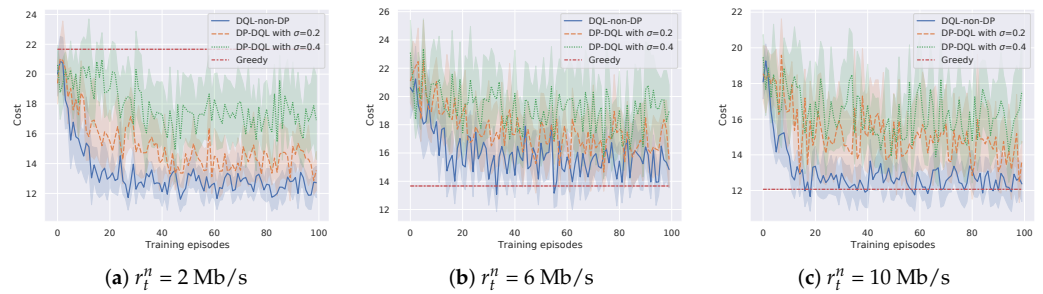 24
22
20
18
16
14
12
Cost
0
20
40
60
80
100
Training episodes
DQL-non-DP
DP-DQL with σ=0.2
DP-DQL with σ=0.4
Greedy
(a) r_t^n = 2 Mb/s
26
24
22
20
18
16
14
12
Cost
0
20
40
60
80
100
Training episodes
DQL-non-DP
DP-DQL with σ=0.2
DP-DQL with σ=0.4
Greedy
(b) r_t^n = 6 Mb/s
22
20
18
16
14
12
Cost
0
20
40
60
80
100
Training episodes
DQL-non-DP
DP-DQL with σ=0.2
DP-DQL with σ=0.4
Greedy
(c) r_t^n = 10 Mb/s